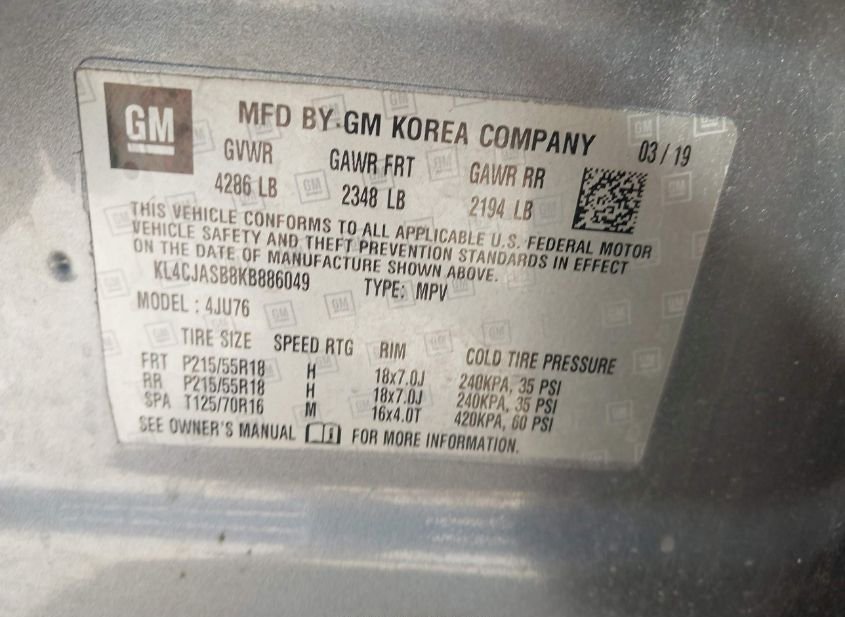 GM
MFD BY GM KOREA COMPANY
03/19
GVWR GAWR FRT GAWR RR
4286 LB 2348 LB 2194 LB
THIS VEHICLE CONFORMS TO ALL APPLICABLE U.S. FEDERAL MOTOR
VEHICLE SAFETY AND THEFT PREVENTION STANDARDS IN EFFECT
ON THE DATE OF MANUFACTURE SHOWN ABOVE.
KL4CJASB8KB886049 TYPE: MPV
MODEL : 4JU76
TIRE SIZE SPEED RTG RIM COLD TIRE PRESSURE
FRT P215/55R18 H 18x7.0J 240KPA, 35 PSI
RR P215/55R18 H 18x7.0J 240KPA, 35 PSI
SPA T125/70R16 M 16x4.0T 420KPA, 60 PSI
SEE OWNER'S MANUAL FOR MORE INFORMATION.